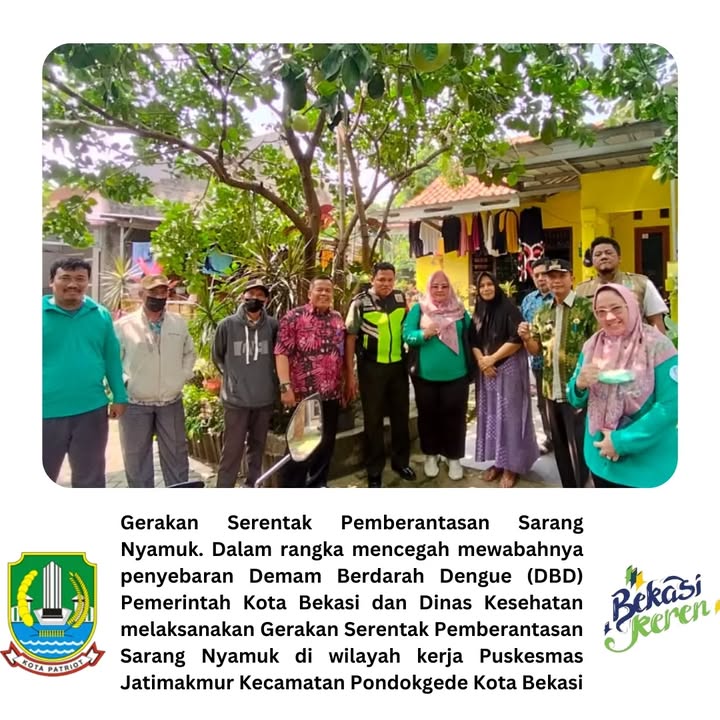 Gerakan Serentak Pemberantasan Sarang
Nyamuk. Dalam rangka mencegah mewabahnya
penyebaran Demam Berdarah Dengue (DBD)
Pemerintah Kota Bekasi dan Dinas Kesehatan
melaksanakan Gerakan Serentak Pemberantasan
Sarang Nyamuk di wilayah kerja Puskesmas
Jatimakmur Kecamatan Pondokgede Kota Bekasi
KOTA PATRIOT
Bekasi
Keren